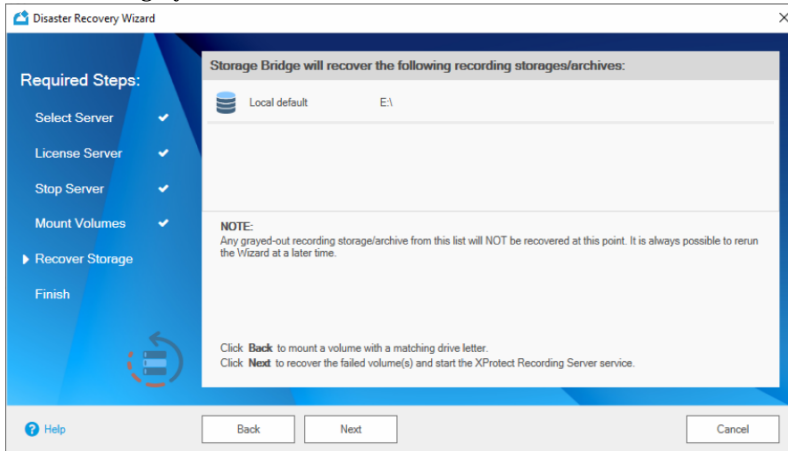 Disaster Recovery Wizard
Required Steps:
Select Server
License Server
Stop Server
Mount Volumes
Recover Storage
Finish
Storage Bridge will recover the following recording storages/archives:
Local default E:\
NOTE:
Any grayed-out recording storage/archive from this list will NOT be recovered at this point. It is always possible to rerun
the Wizard at a later time.
Click Back to mount a volume with a matching drive letter.
Click Next to recover the failed volume(s) and start the XProtect Recording Server service.
Help
Back
Next
Cancel